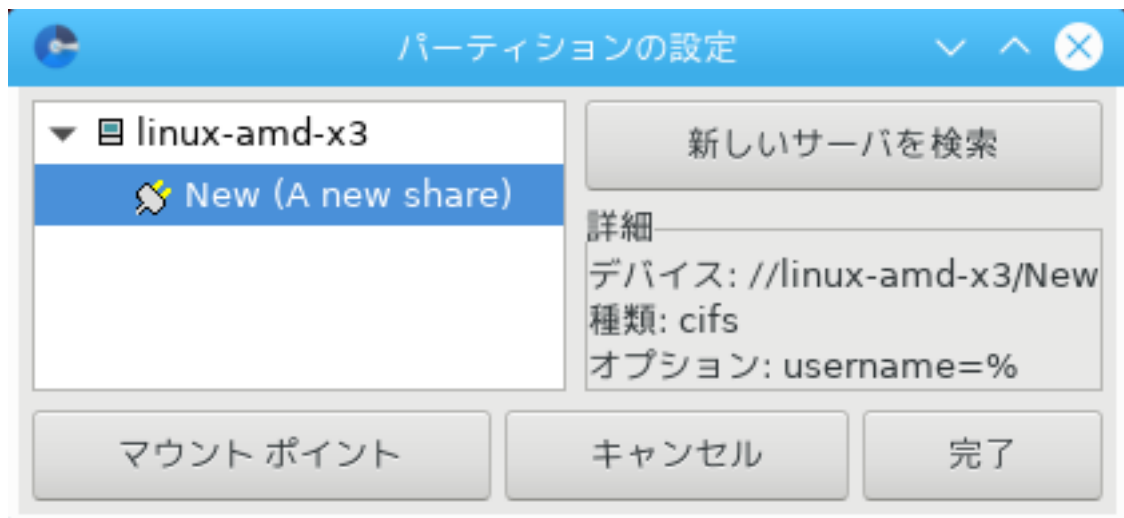 パーティションの設定
linux-amd-x3
New (A new share)
新しいサーバを検索
詳細
デバイス: //linux-amd-x3/New
種類: cifs
オプション: username=%
マウント ポイント
キャンセル
完了